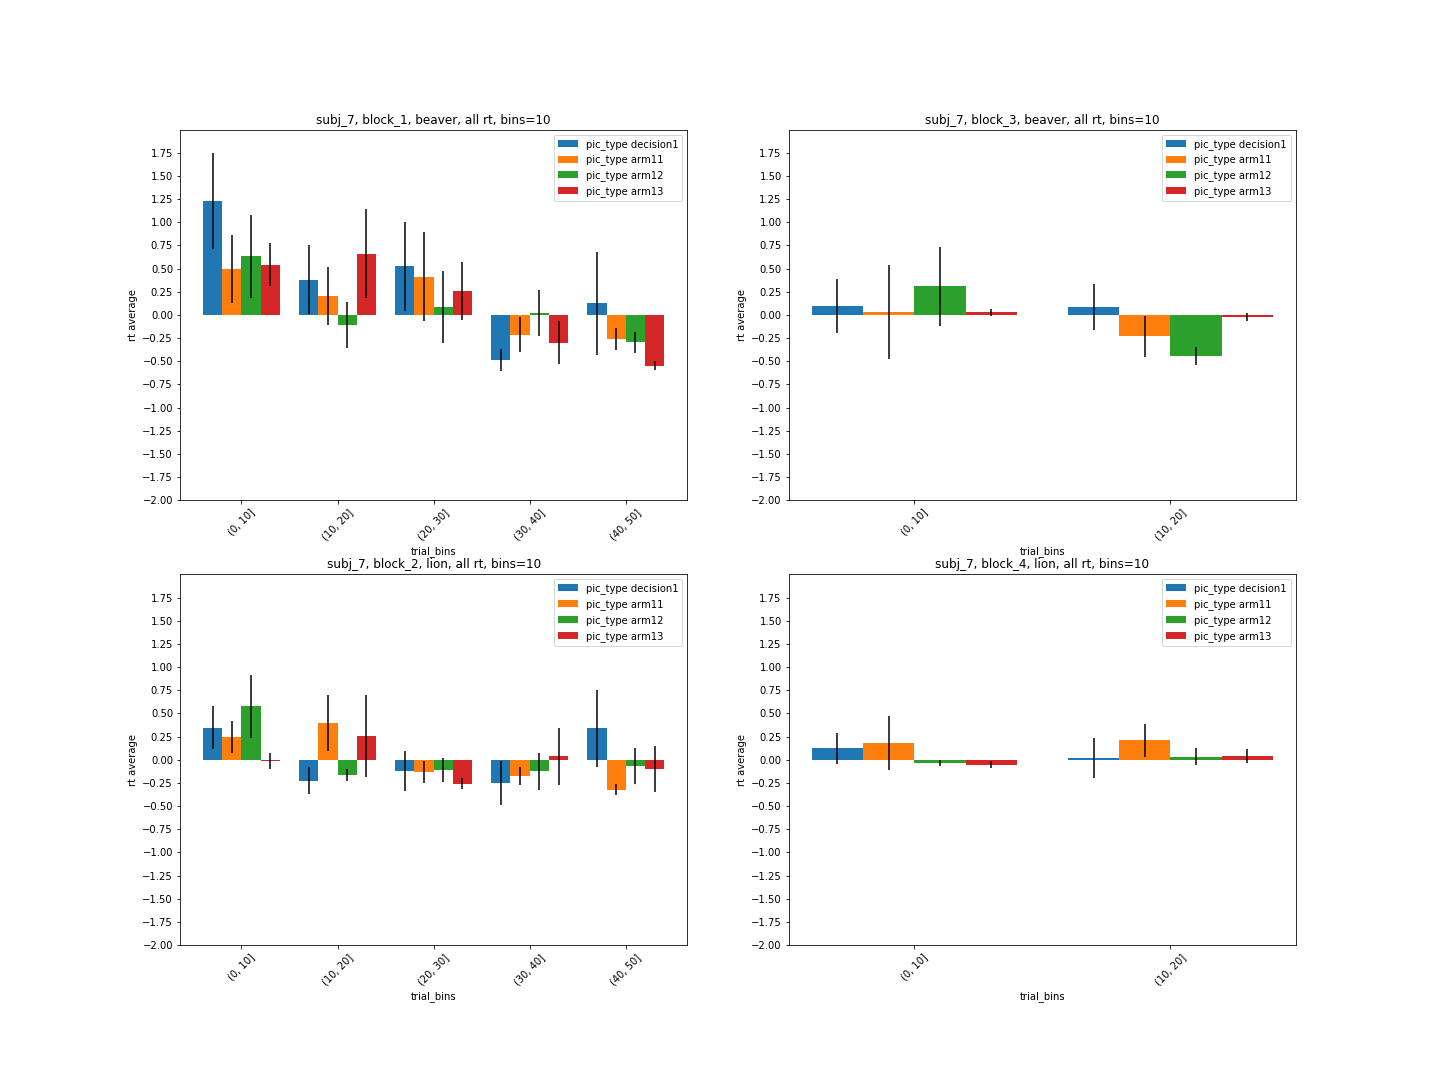 subj_7, block_1, beaver, all rt, bins=10
pic_type decision1
pic_type arm11
pic_type arm12
pic_type arm13
rt average
1.75
1.50
1.25
1.00
0.75
0.50
0.25
0.00
−0.25
−0.50
−0.75
−1.00
−1.25
−1.50
−1.75
−2.00
(0, 10]
(10, 20]
(20, 30]
(30, 40]
(40, 50]
trial_bins
subj_7, block_3, beaver, all rt, bins=10
pic_type decision1
pic_type arm11
pic_type arm12
pic_type arm13
rt average
1.75
1.50
1.25
1.00
0.75
0.50
0.25
0.00
−0.25
−0.50
−0.75
−1.00
−1.25
−1.50
−1.75
−2.00
(0, 10]
(10, 20]
trial_bins
subj_7, block_2, lion, all rt, bins=10
pic_type decision1
pic_type arm11
pic_type arm12
pic_type arm13
rt average
1.75
1.50
1.25
1.00
0.75
0.50
0.25
0.00
−0.25
−0.50
−0.75
−1.00
−1.25
−1.50
−1.75
−2.00
(0, 10]
(10, 20]
(20, 30]
(30, 40]
(40, 50]
trial_bins
subj_7, block_4, lion, all rt, bins=10
pic_type decision1
pic_type arm11
pic_type arm12
pic_type arm13
rt average
1.75
1.50
1.25
1.00
0.75
0.50
0.25
0.00
−0.25
−0.50
−0.75
−1.00
−1.25
−1.50
−1.75
−2.00
(0, 10]
(10, 20]
trial_bins